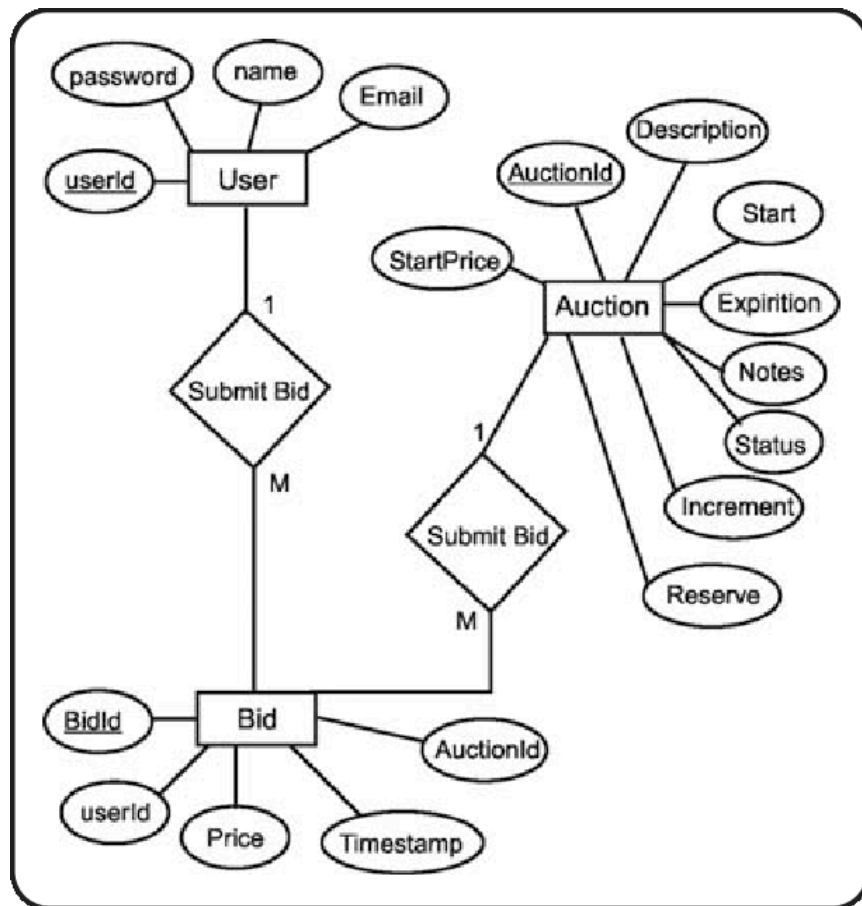 password
name
Email
userId
User
Description
AuctionId
Start
StartPrice
Auction
Expirition
Notes
Status
Increment
Reserve
1
Submit Bid
M
1
Submit Bid
M
BidId
Bid
AuctionId
userId
Price
Timestamp